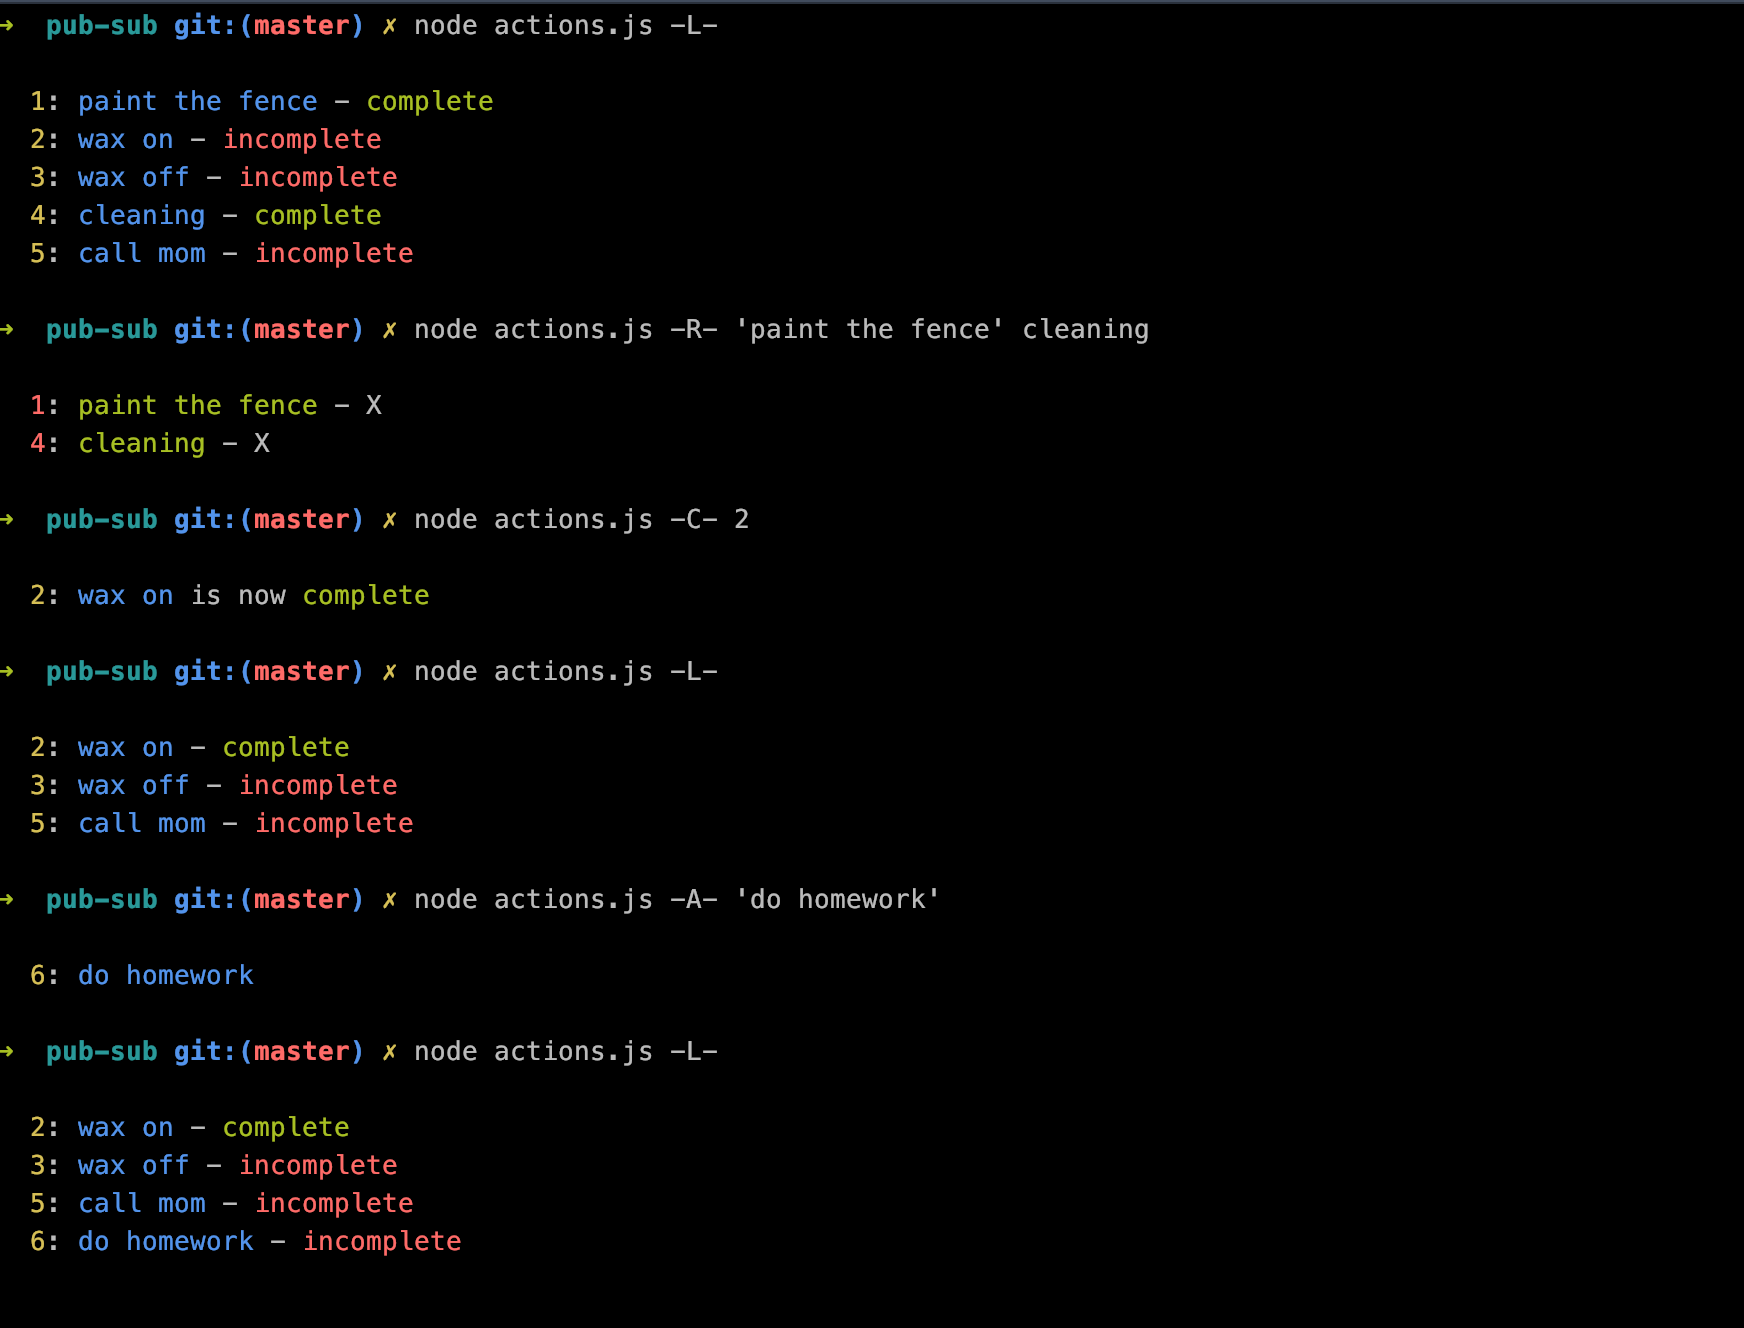 ➜ pub-sub git:(master) ✗ node actions.js -L-
1: paint the fence - complete
2: wax on - incomplete
3: wax off - incomplete
4: cleaning - complete
5: call mom - incomplete
➜ pub-sub git:(master) ✗ node actions.js -R- 'paint the fence' cleaning
1: paint the fence - X
4: cleaning - X
➜ pub-sub git:(master) ✗ node actions.js -C- 2
2: wax on is now complete
➜ pub-sub git:(master) ✗ node actions.js -L-
2: wax on - complete
3: wax off - incomplete
5: call mom - incomplete
➜ pub-sub git:(master) ✗ node actions.js -A- 'do homework'
6: do homework
➜ pub-sub git:(master) ✗ node actions.js -L-
2: wax on - complete
3: wax off - incomplete
5: call mom - incomplete
6: do homework - incomplete